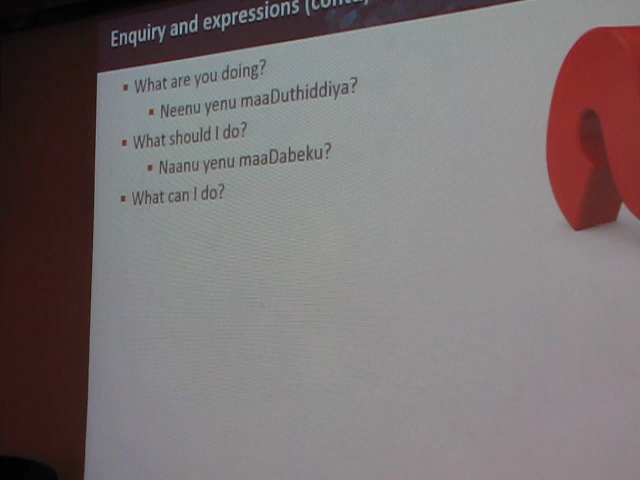 Enquiry and expressions
What are you doing?
Neenu yenu maaDuthiddiya?
What should I do?
Naanu yenu maaDabeku?
What can I do?